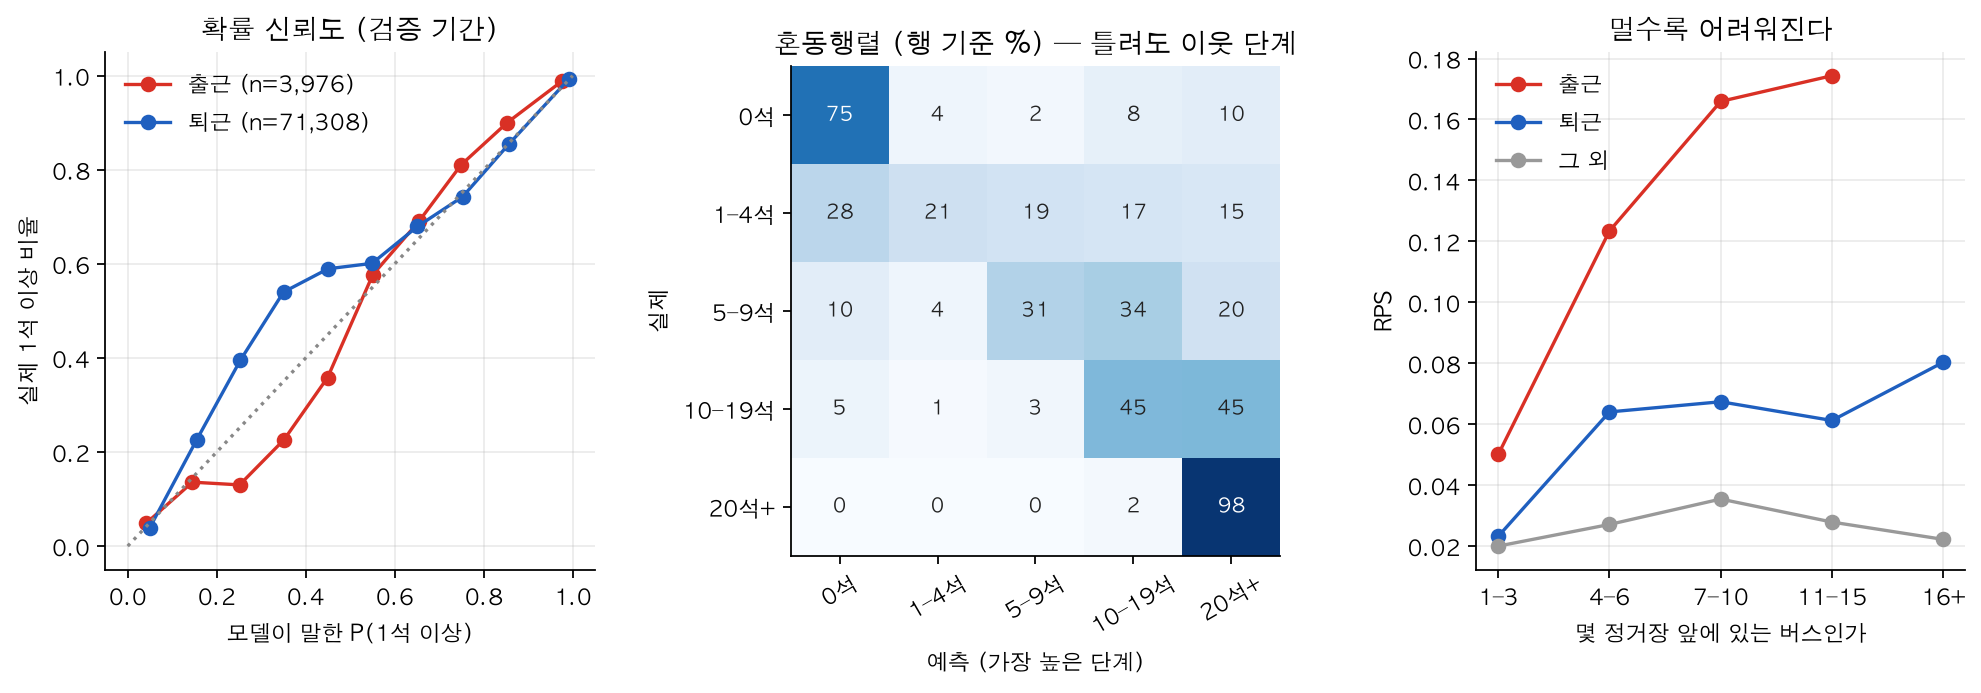 확률 신뢰도 (검증 기간)
출근 (n=3,976)
퇴근 (n=71,308)
실제 1석 이상 비율
1.0
0.8
0.6
0.4
0.2
0.0
0.0 0.2 0.4 0.6 0.8 1.0
모델이 말한 P(1석 이상)
혼동행렬 (행 기준 %) — 틀려도 이웃 단계
실제
0석 75 4 2 8 10
1–4석 28 21 19 17 15
5–9석 10 4 31 34 20
10–19석 5 1 3 45 45
20석+ 0 0 0 2 98
0석 1–4석 5–9석 10–19석 20석+
예측 (가장 높은 단계)
멀수록 어려워진다
출근
퇴근
그 외
RPS
0.18
0.16
0.14
0.12
0.10
0.08
0.06
0.04
0.02
1–3 4–6 7–10 11–15 16+
몇 정거장 앞에 있는 버스인가